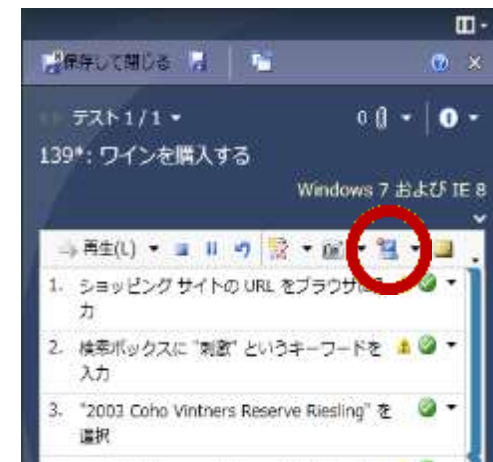 保存して閉じる
テスト 1 / 1
0
139*: ワインを購入する
Windows 7 および IE 8
再生(L)
1. ショッピング サイトの URL をブラウザに入
力
2. 検索ボックスに "刺激" というキーワードを
入力
3. "2003 Coho Vintners Reserve Riesling" を
選択